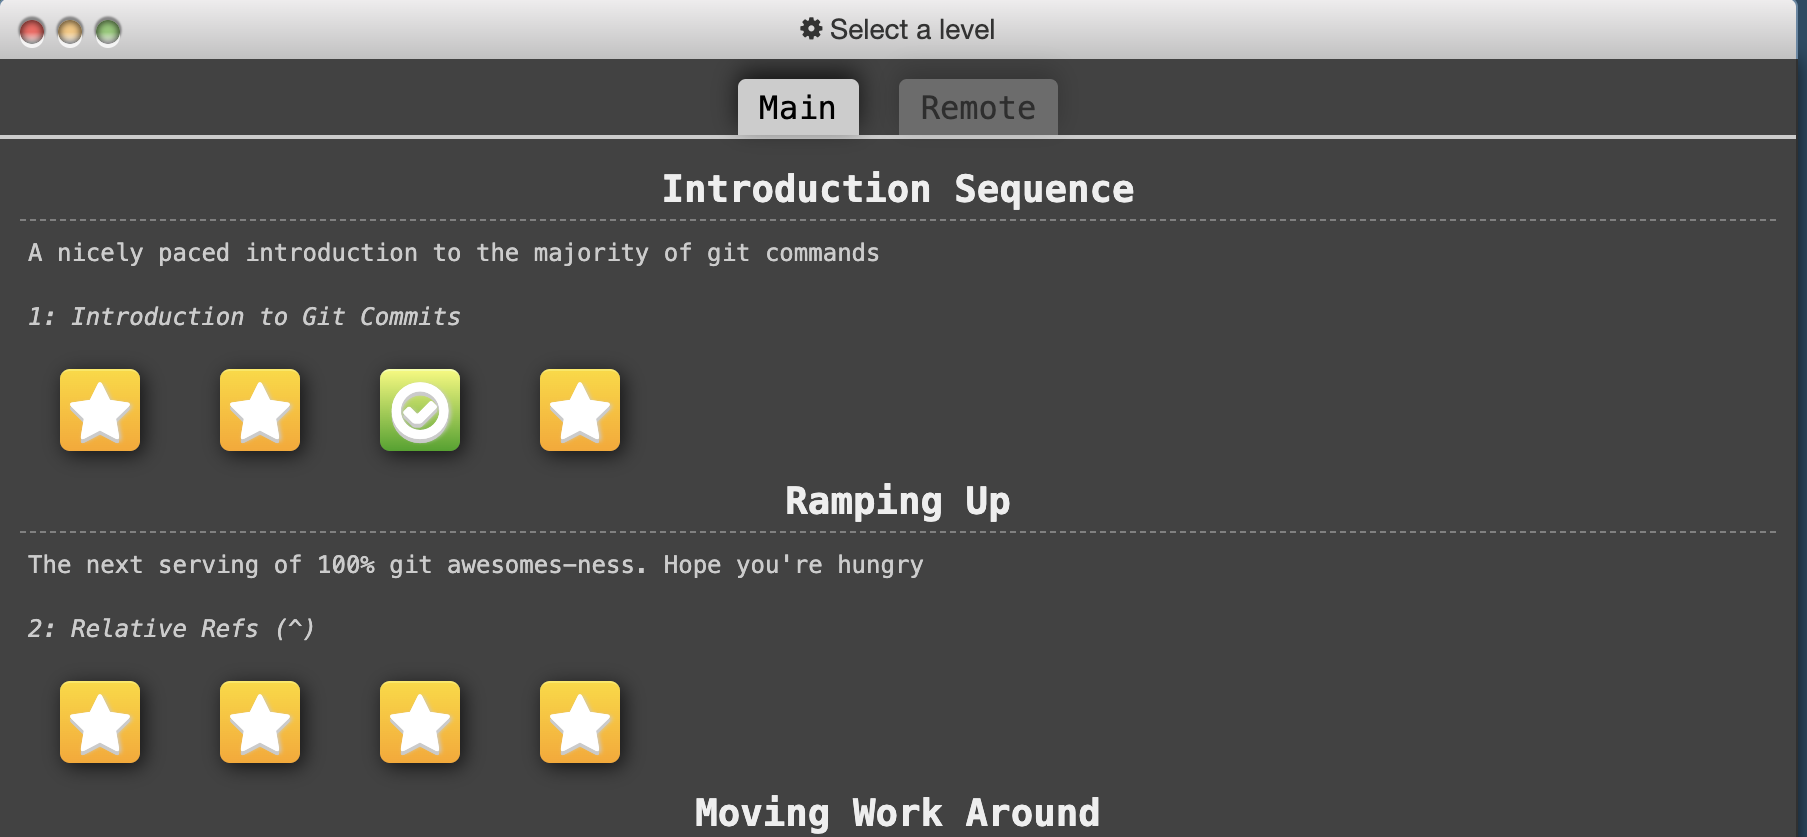 Select a level
Main
Remote
Introduction Sequence
A nicely paced introduction to the majority of git commands
1: Introduction to Git Commits
Ramping Up
The next serving of 100% git awesomes-ness. Hope you're hungry
2: Relative Refs (^)
Moving Work Around